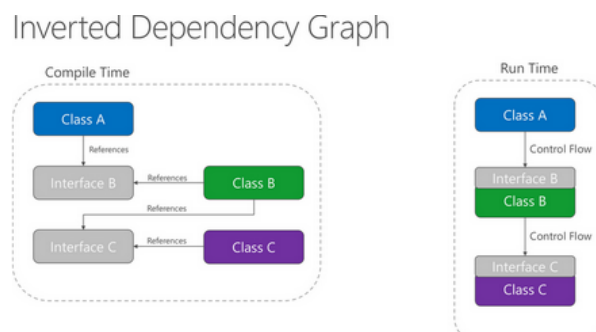 Inverted Dependency Graph
Compile Time
Class A
References
Interface B
References
Class B
References
Interface C
References
Class C
Run Time
Class A
Control Flow
Interface B
Class B
Control Flow
Interface C
Class C